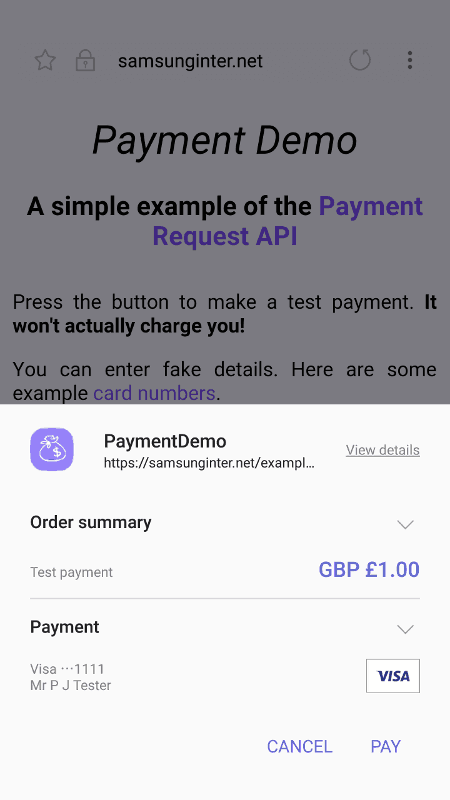 samsunginter.net
Payment Demo
A simple example of the Payment
Request API
Press the button to make a test payment. It
won't actually charge you!
You can enter fake details. Here are some
example card numbers.
PaymentDemo
https://samsunginter.net/exampl...
View details
Order summary
Test payment
GBP £1.00
Payment
Visa ···1111
Mr P J Tester
VISA
CANCEL
PAY